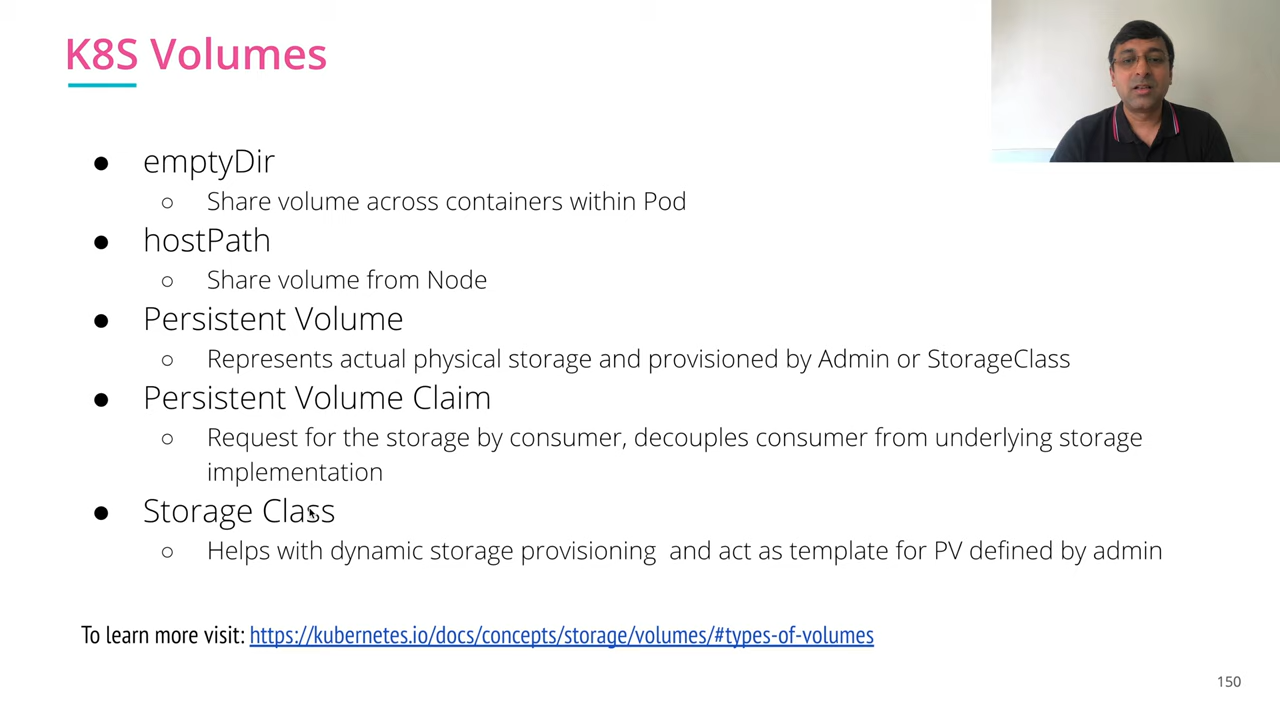 K8S Volumes
● emptyDir
○ Share volume across containers within Pod
● hostPath
○ Share volume from Node
● Persistent Volume
○ Represents actual physical storage and provisioned by Admin or StorageClass
● Persistent Volume Claim
○ Request for the storage by consumer, decouples consumer from underlying storage
implementation
● Storage Class
○ Helps with dynamic storage provisioning and act as template for PV defined by admin
To learn more visit: https://kubernetes.io/docs/concepts/storage/volumes/#types-of-volumes
150